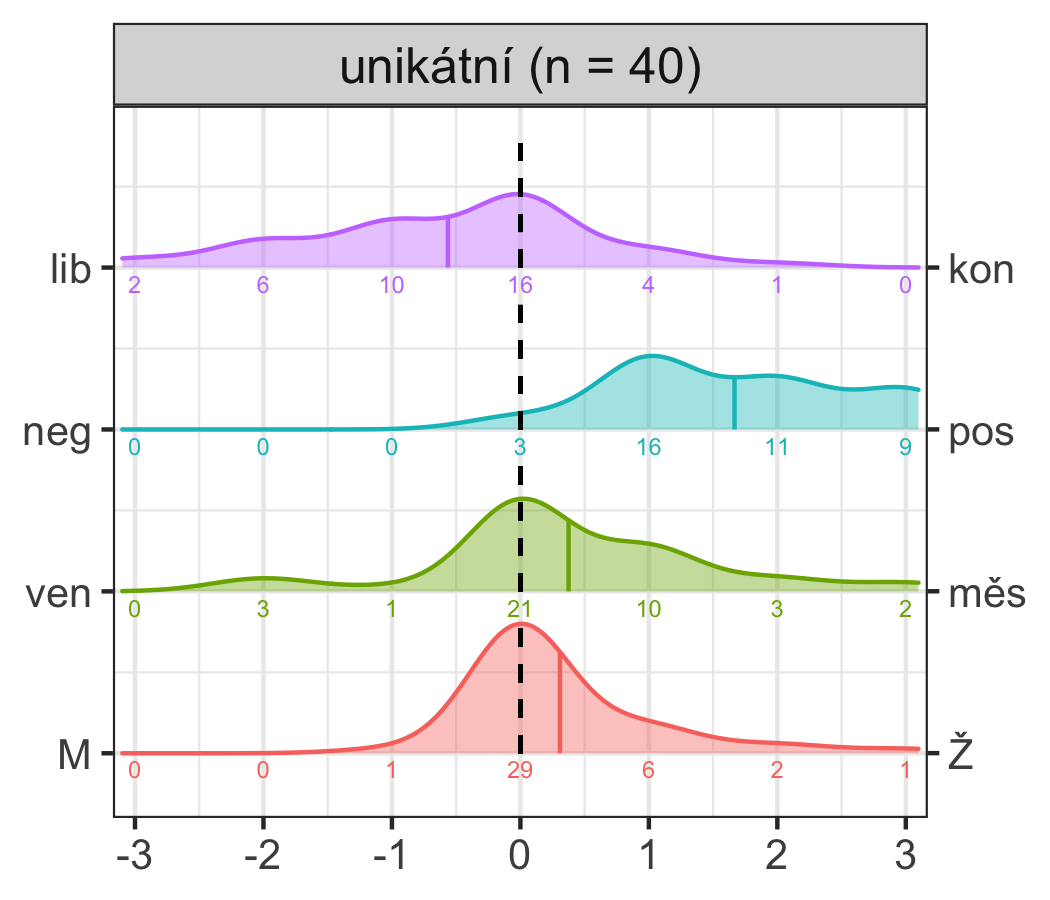 unikátní (n = 40)
lib kon
2 6 10 16 4 1 0
neg pos
0 0 0 3 16 11 9
ven měs
0 3 1 21 10 3 2
M Ž
0 0 1 29 6 2 1
-3 -2 -1 0 1 2 3